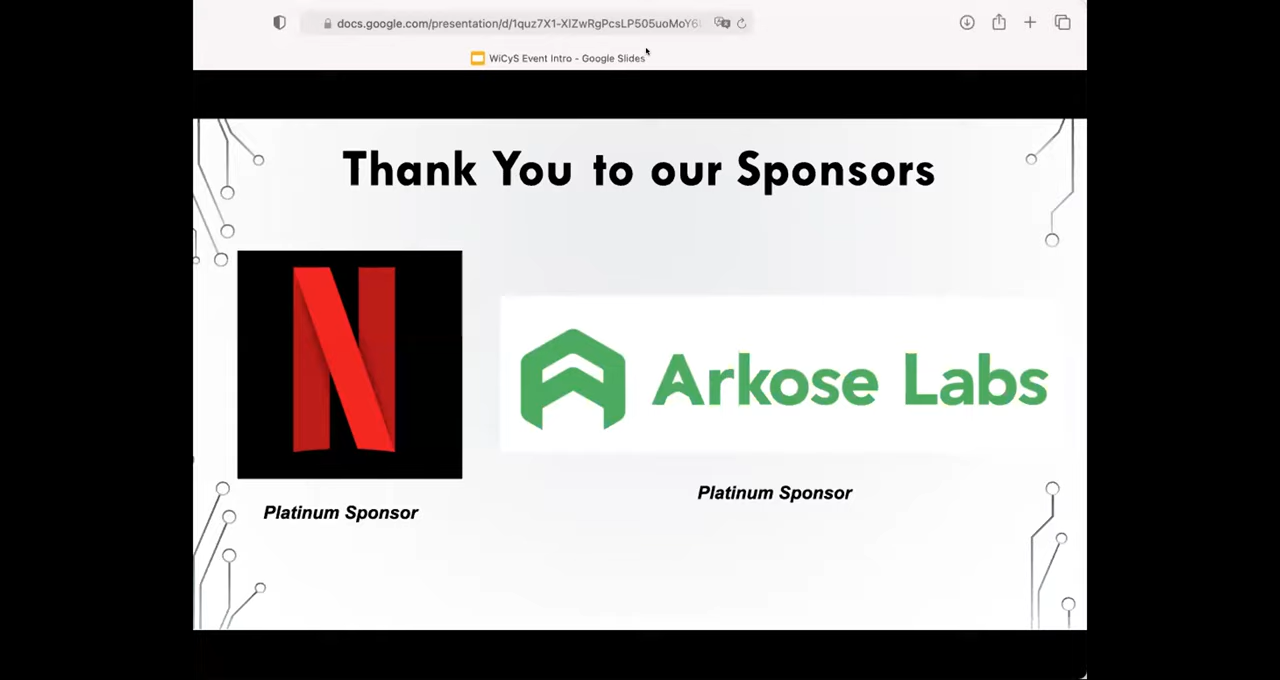 docs.google.com/presentation/d/1quz7X1-XlZwRgPcsLP505uoMoY6
WiCyS Event Intro - Google Slides
Thank You to our Sponsors
N
Arkose Labs
Platinum Sponsor
Platinum Sponsor